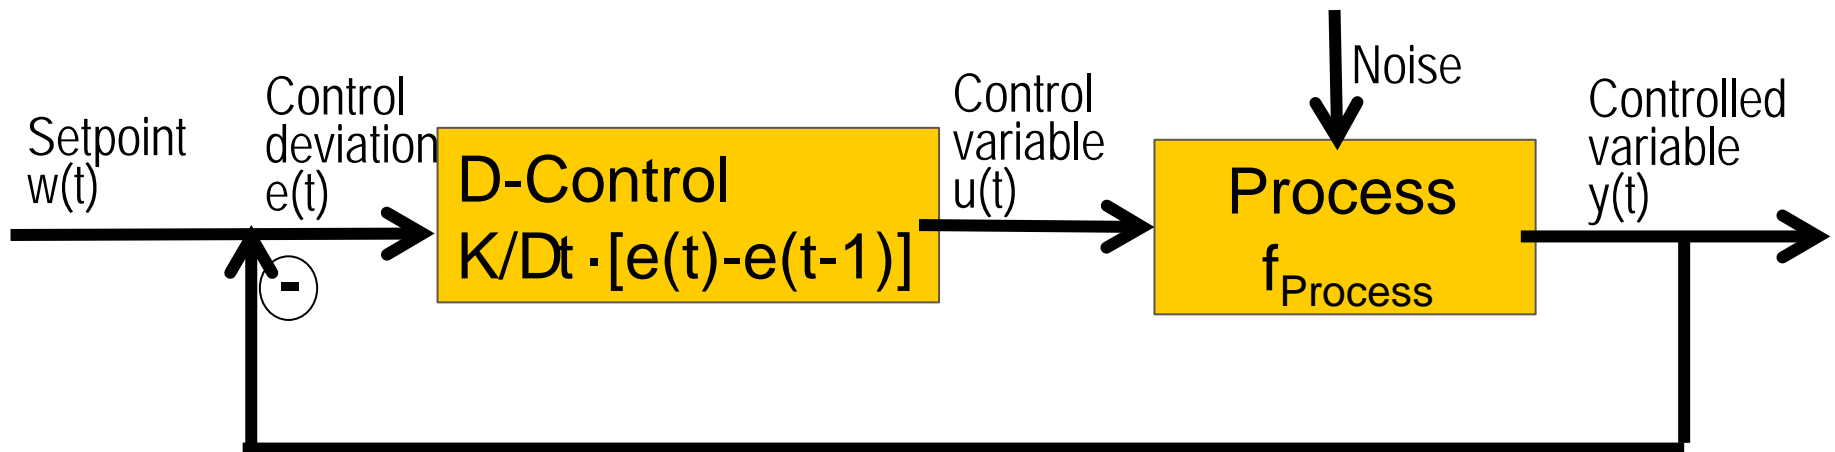 Setpoint
w(t)
Control
deviation
e(t)
-
D-Control
K/Dt ·[e(t)-e(t-1)]
Control
variable
u(t)
Noise
Process
fProcess
Controlled
variable
y(t)